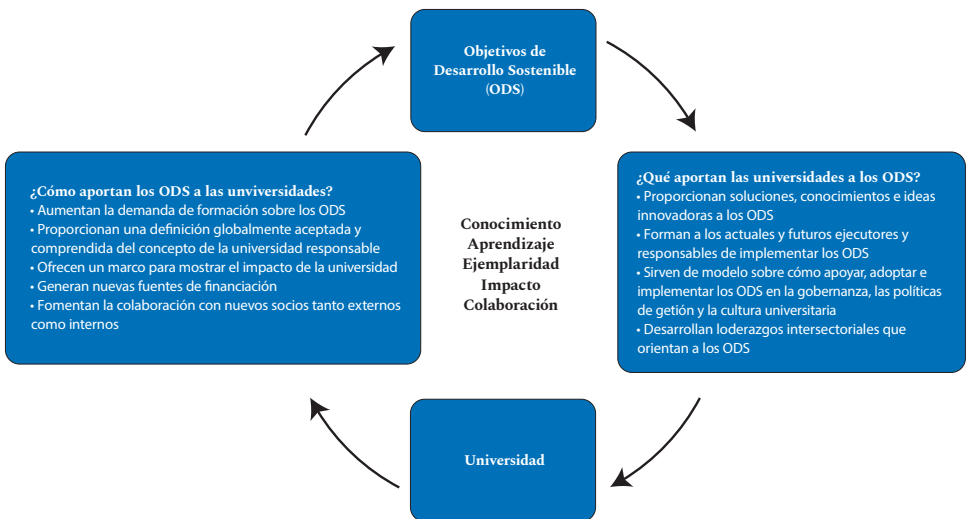 Objetivos de
Desarrollo Sostenible
(ODS)
¿Cómo aportan los ODS a las unviversidades?
• Aumentan la demanda de formación sobre los ODS
• Proporcionan una definición globalmente aceptada y
comprendida del concepto de la universidad responsable
• Ofrecen un marco para mostrar el impacto de la universidad
• Generan nuevas fuentes de financiación
• Fomentan la colaboración con nuevos socios tanto externos
como internos
Conocimiento
Aprendizaje
Ejemplaridad
Impacto
Colaboración
¿Qué aportan las universidades a los ODS?
• Proporcionan soluciones, conocimientos e ideas
innovadoras a los ODS
• Forman a los actuales y futuros ejecutores y
responsables de implementar los ODS
• Sirven de modelo sobre cómo apoyar, adoptar e
implementar los ODS en la gobernanza, las políticas
de getión y la cultura universitaria
• Desarrollan loderazgos intersectoriales que
orientan a los ODS
Universidad